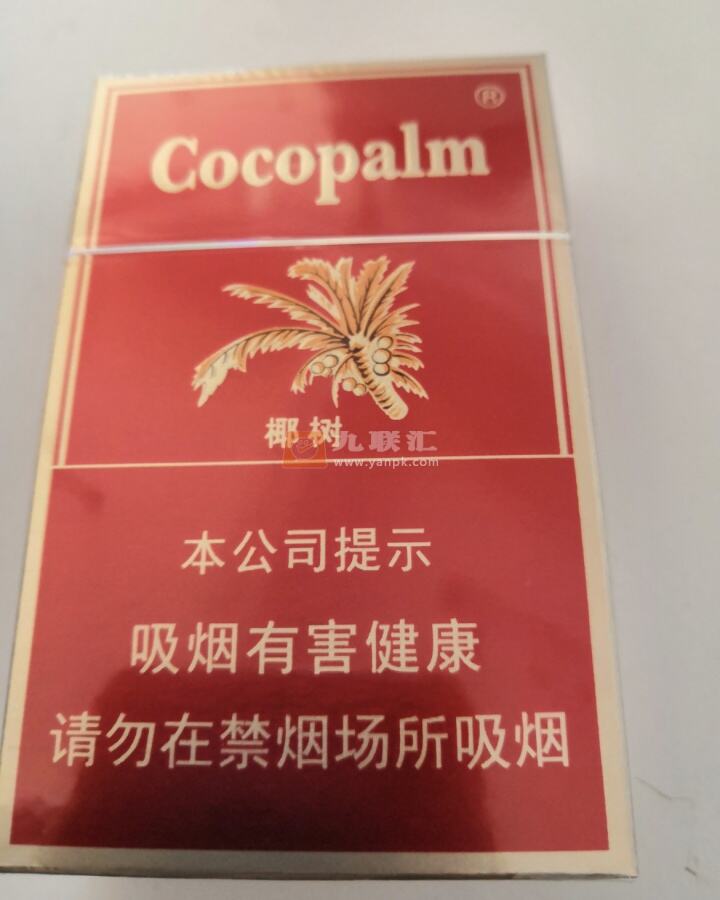 ®
Cocopalm
椰树
九联汇
www.yanpk.com
本公司提示
吸烟有害健康
请勿在禁烟场所吸烟